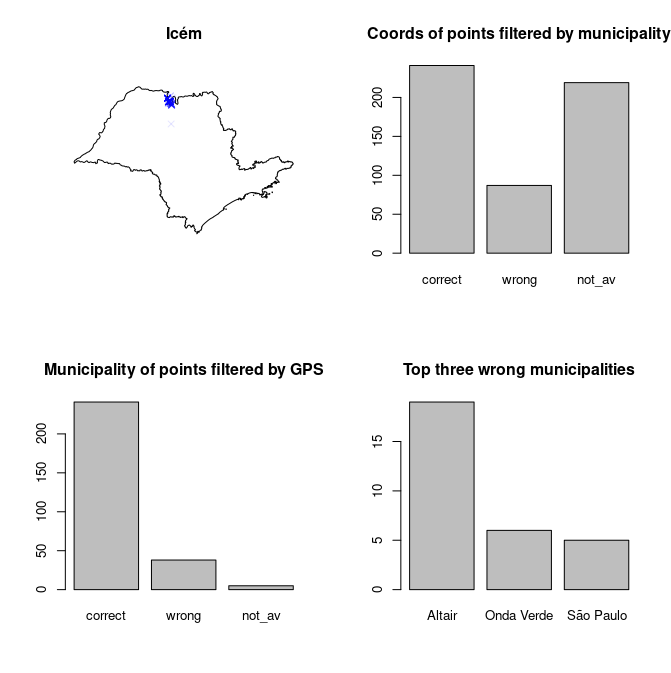 Icém
Coords of points filtered by municipality
0
50
100
150
200
correct wrong not_av
Municipality of points filtered by GPS
0
50
100
150
200
correct wrong not_av
Top three wrong municipalities
0
5
10
15
Altair Onda Verde São Paulo